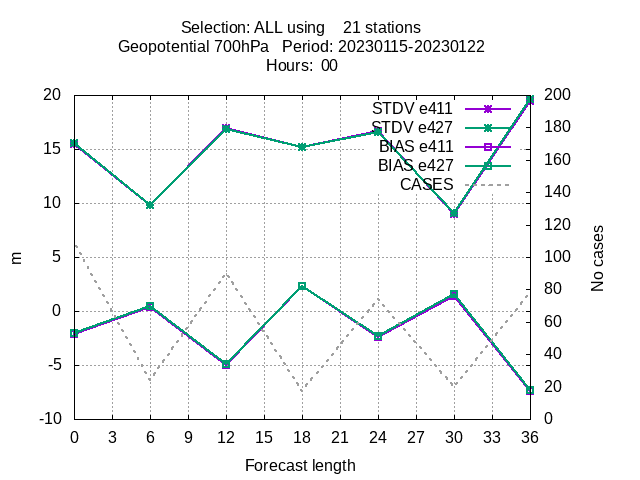 Selection: ALL using    21 stations
Geopotential 700hPa   Period: 20230115-20230122
Hours:  00
20
15
10
5
0
-5
-10
m
200
180
160
140
120
100
80
60
40
20
0
No cases
STDV e411
STDV e427
BIAS e411
BIAS e427
CASES
0 3 6 9 12 15 18 21 24 27 30 33 36
Forecast length